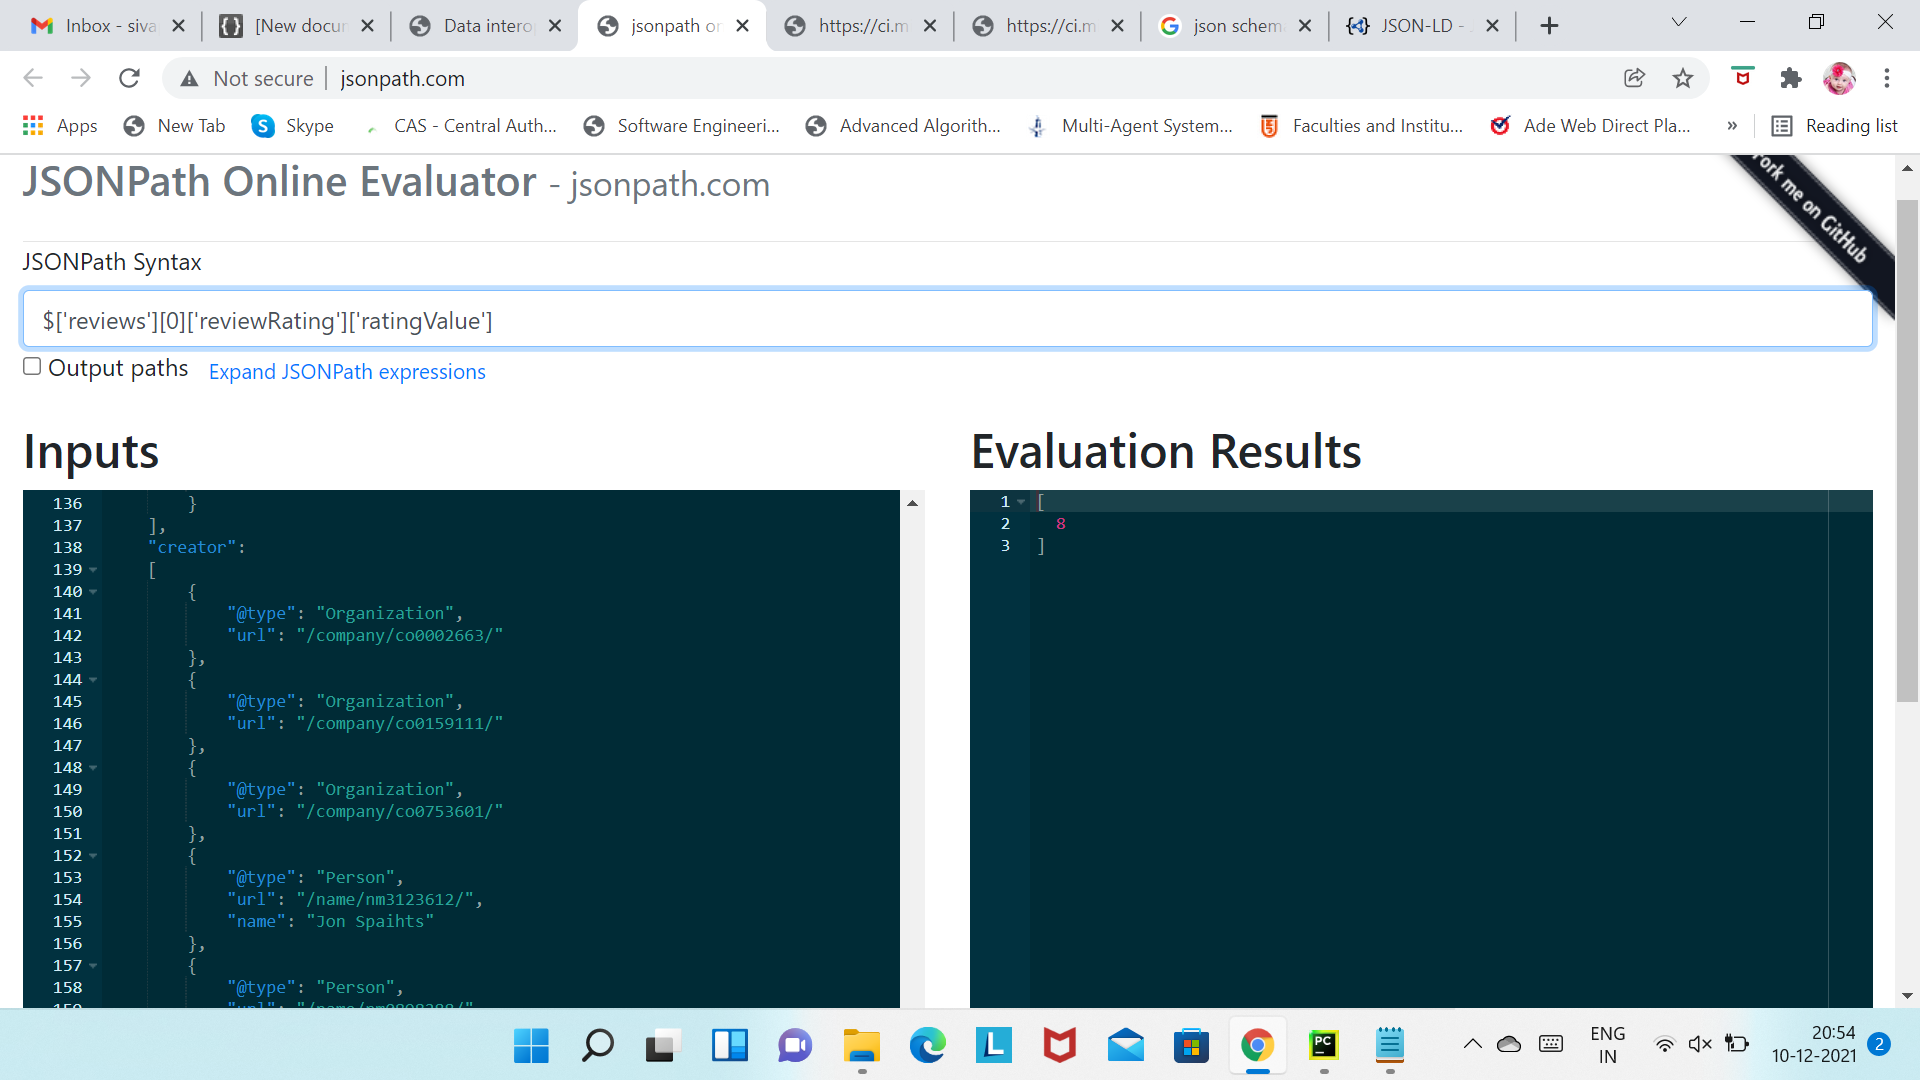 Inbox - siva
[New docur
Data intero
jsonpath or
https://ci.m
https://ci.m
json schem
JSON-LD -
Not secure
jsonpath.com
Apps
New Tab
Skype
CAS - Central Auth...
Software Engineeri...
Advanced Algorith...
Multi-Agent System...
Faculties and Institu...
Ade Web Direct Pla...
»
Reading list
JSONPath Online Evaluator - jsonpath.com
Fork me on GitHub
JSONPath Syntax
$['reviews'][0]['reviewRating']['ratingValue']
Output paths Expand JSONPath expressions
Inputs
136 }
137 ],
138 "creator":
139 [
140 {
141 "@type": "Organization",
142 "url": "/company/co0002663/"
143 },
144 {
145 "@type": "Organization",
146 "url": "/company/co0159111/"
147 },
148 {
149 "@type": "Organization",
150 "url": "/company/co0753601/"
151 },
152 {
153 "@type": "Person",
154 "url": "/name/nm3123612/",
155 "name": "Jon Spaihts"
156 },
157 {
158 "@type": "Person",
Evaluation Results
1 [
2 8
3 ]
L
PC
ENG
IN
20:54
10-12-2021
2